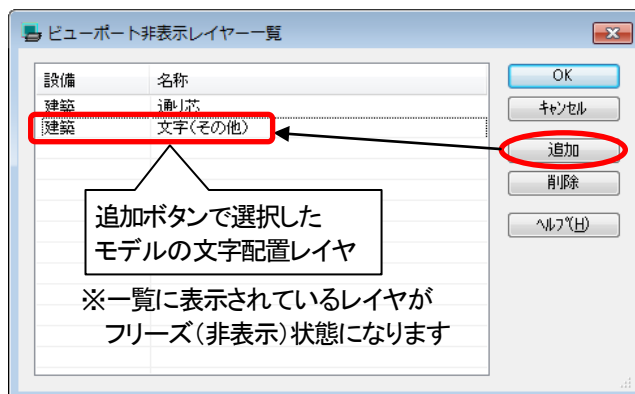 ビューポート非表示レイヤー一覧
設備 名称
建築 通り芯
建築 文字(その他)
OK
キャンセル
追加
削除
ヘルプ(H)
追加ボタンで選択した
モデルの文字配置レイヤ
※一覧に表示されているレイヤが
フリーズ(非表示)状態になります